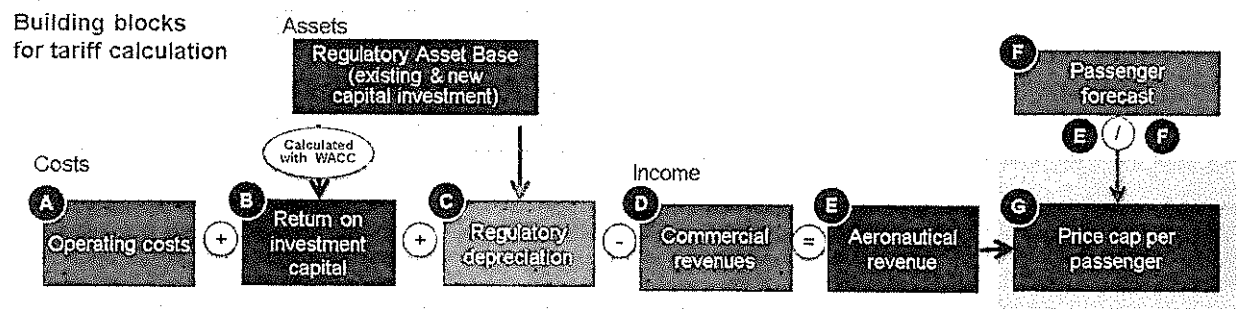 Building blocks
for tariff calculation
Assets
Regulatory Asset Base
(existing & new
capital investment)
F
Passenger
forecast
E / F
Calculated
with WACC
Costs
Income
A
Operating costs
+
B
Return on
investment
capital
+
C
Regulatory
depreciation
-
D
Commercial
revenues
=
E
Aeronautical
revenue
G
Price cap per
passenger